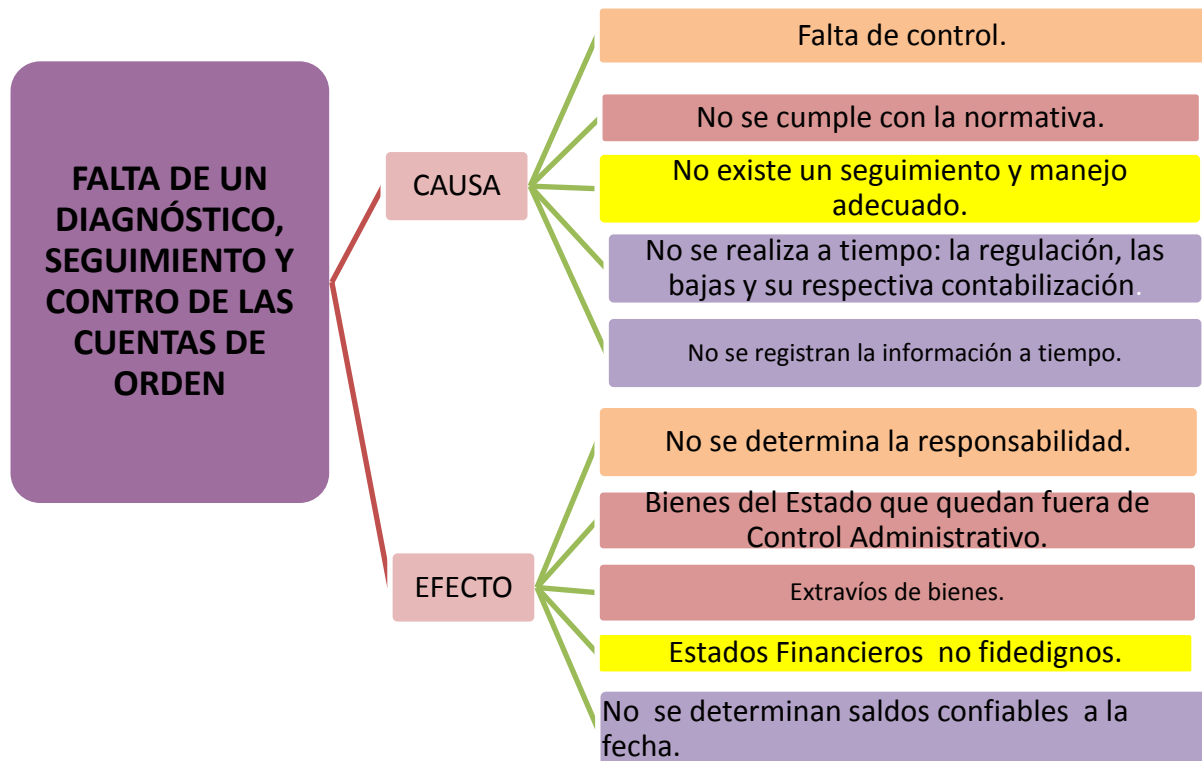 FALTA DE UN
DIAGNÓSTICO,
SEGUIMIENTO Y
CONTRO DE LAS
CUENTAS DE
ORDEN
CAUSA
Falta de control.
No se cumple con la normativa.
No existe un seguimiento y manejo
adecuado.
No se realiza a tiempo: la regulación, las
bajas y su respectiva contabilización.
No se registran la información a tiempo.
EFECTO
No se determina la responsabilidad.
Bienes del Estado que quedan fuera de
Control Administrativo.
Extravíos de bienes.
Estados Financieros no fidedignos.
No se determinan saldos confiables a la
fecha.